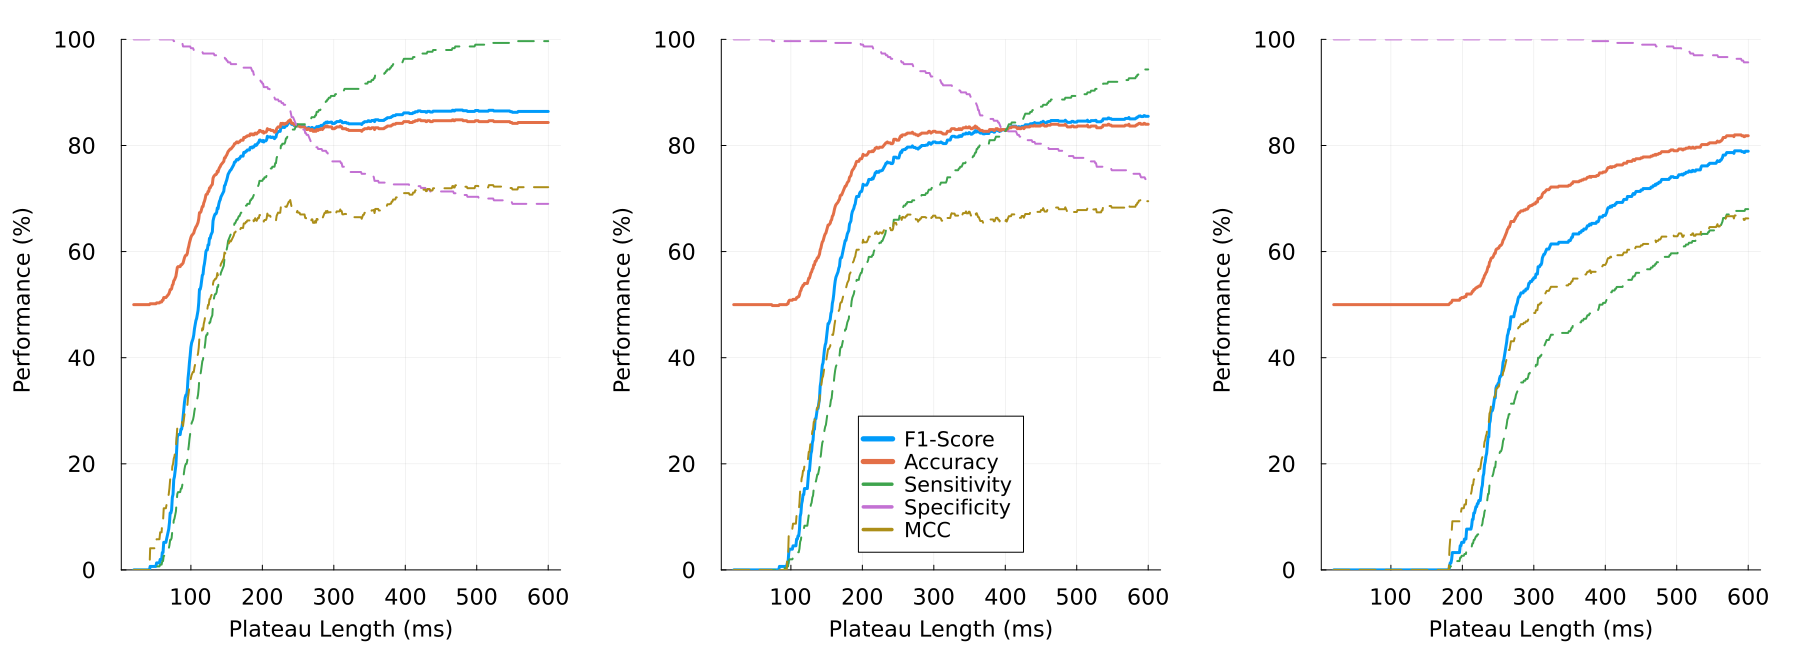 100
80
60
40
20
0
Performance (%)
100 200 300 400 500 600
Plateau Length (ms)
100
80
60
40
20
0
Performance (%)
F1-Score
Accuracy
Sensitivity
Specificity
MCC
100 200 300 400 500 600
Plateau Length (ms)
100
80
60
40
20
0
Performance (%)
100 200 300 400 500 600
Plateau Length (ms)